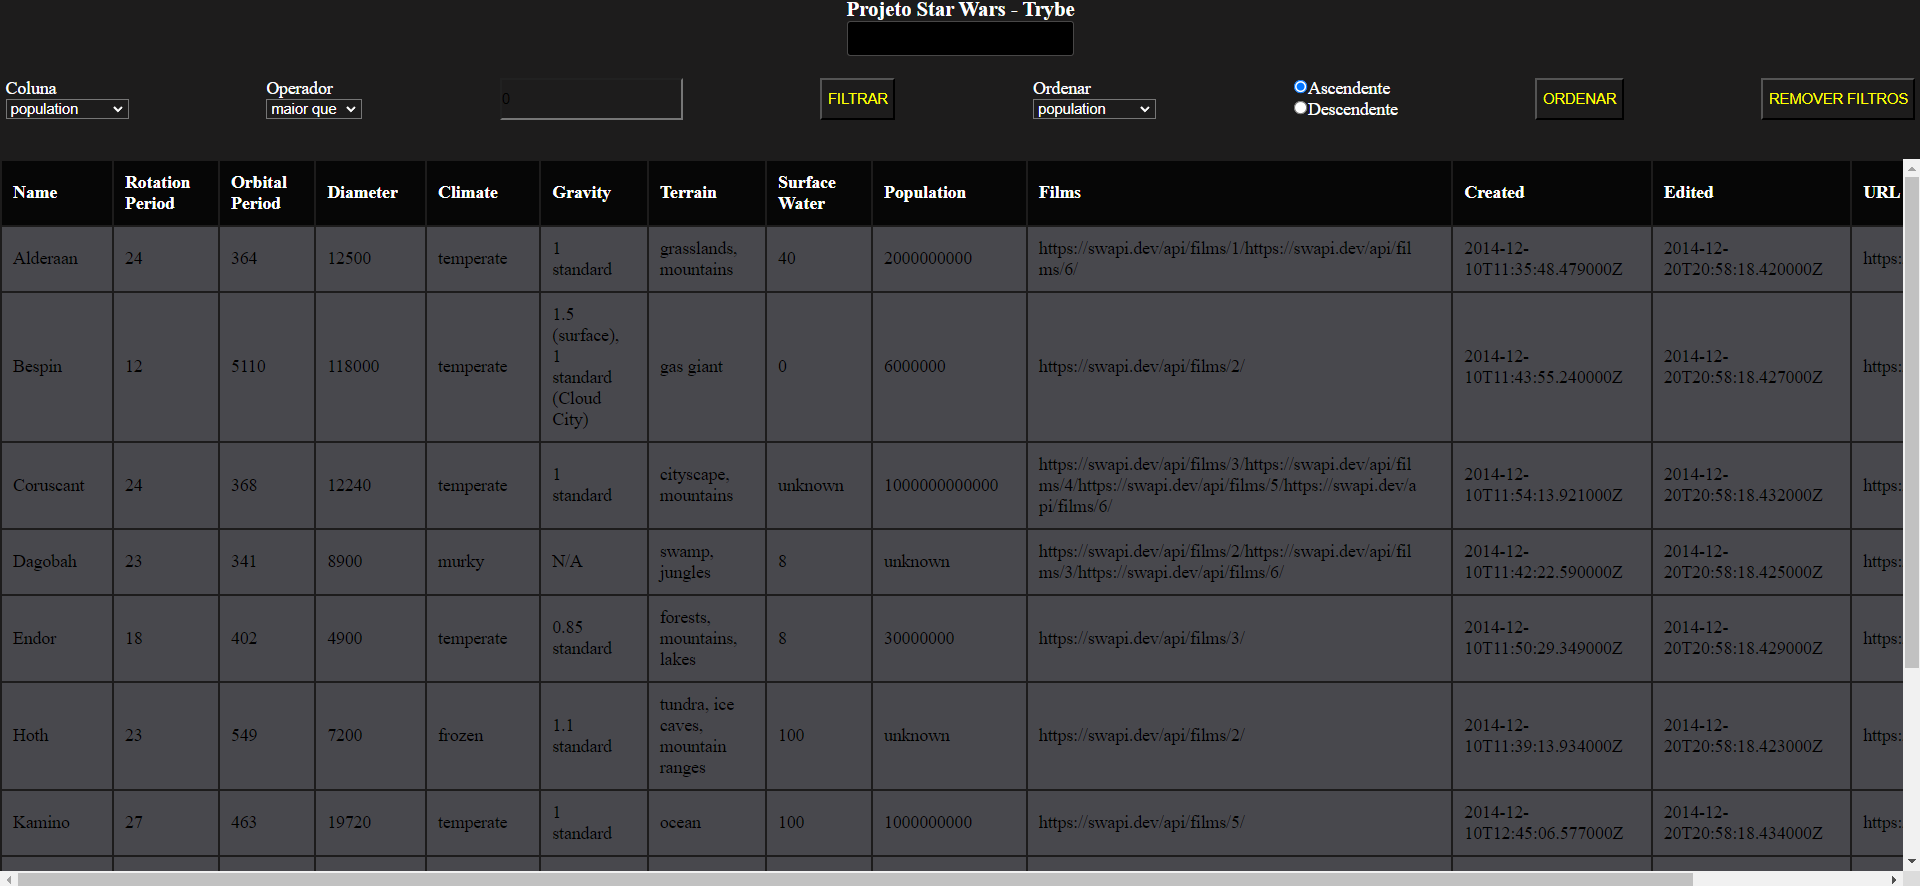 Projeto Star Wars - Trybe
Coluna
population
Operador
maior que
0
FILTRAR
Ordenar
population
Ascendente
Descendente
ORDENAR
REMOVER FILTROS
Name Rotation Period Orbital Period Diameter Climate Gravity Terrain Surface Water Population Films Created Edited URL
Alderaan 24 364 12500 temperate 1 standard grasslands, mountains 40 2000000000 https://swapi.dev/api/films/1/https://swapi.dev/api/films/6/ 2014-12-10T11:35:48.479000Z 2014-12-20T20:58:18.420000Z https:
Bespin 12 5110 118000 temperate 1.5 (surface), 1 standard (Cloud City) gas giant 0 6000000 https://swapi.dev/api/films/2/ 2014-12-10T11:43:55.240000Z 2014-12-20T20:58:18.427000Z https:
Coruscant 24 368 12240 temperate 1 standard cityscape, mountains unknown 1000000000000 https://swapi.dev/api/films/3/https://swapi.dev/api/films/4/https://swapi.dev/api/films/5/https://swapi.dev/api/films/6/ 2014-12-10T11:54:13.921000Z 2014-12-20T20:58:18.432000Z https:
Dagobah 23 341 8900 murky N/A swamp, jungles 8 unknown https://swapi.dev/api/films/2/https://swapi.dev/api/films/3/https://swapi.dev/api/films/6/ 2014-12-10T11:42:22.590000Z 2014-12-20T20:58:18.425000Z https:
Endor 18 402 4900 temperate 0.85 standard forests, mountains, lakes 8 30000000 https://swapi.dev/api/films/3/ 2014-12-10T11:50:29.349000Z 2014-12-20T20:58:18.429000Z https:
Hoth 23 549 7200 frozen 1.1 standard tundra, ice caves, mountain ranges 100 unknown https://swapi.dev/api/films/2/ 2014-12-10T11:39:13.934000Z 2014-12-20T20:58:18.423000Z https:
Kamino 27 463 19720 temperate 1 standard ocean 100 1000000000 https://swapi.dev/api/films/5/ 2014-12-10T12:45:06.577000Z 2014-12-20T20:58:18.434000Z https: